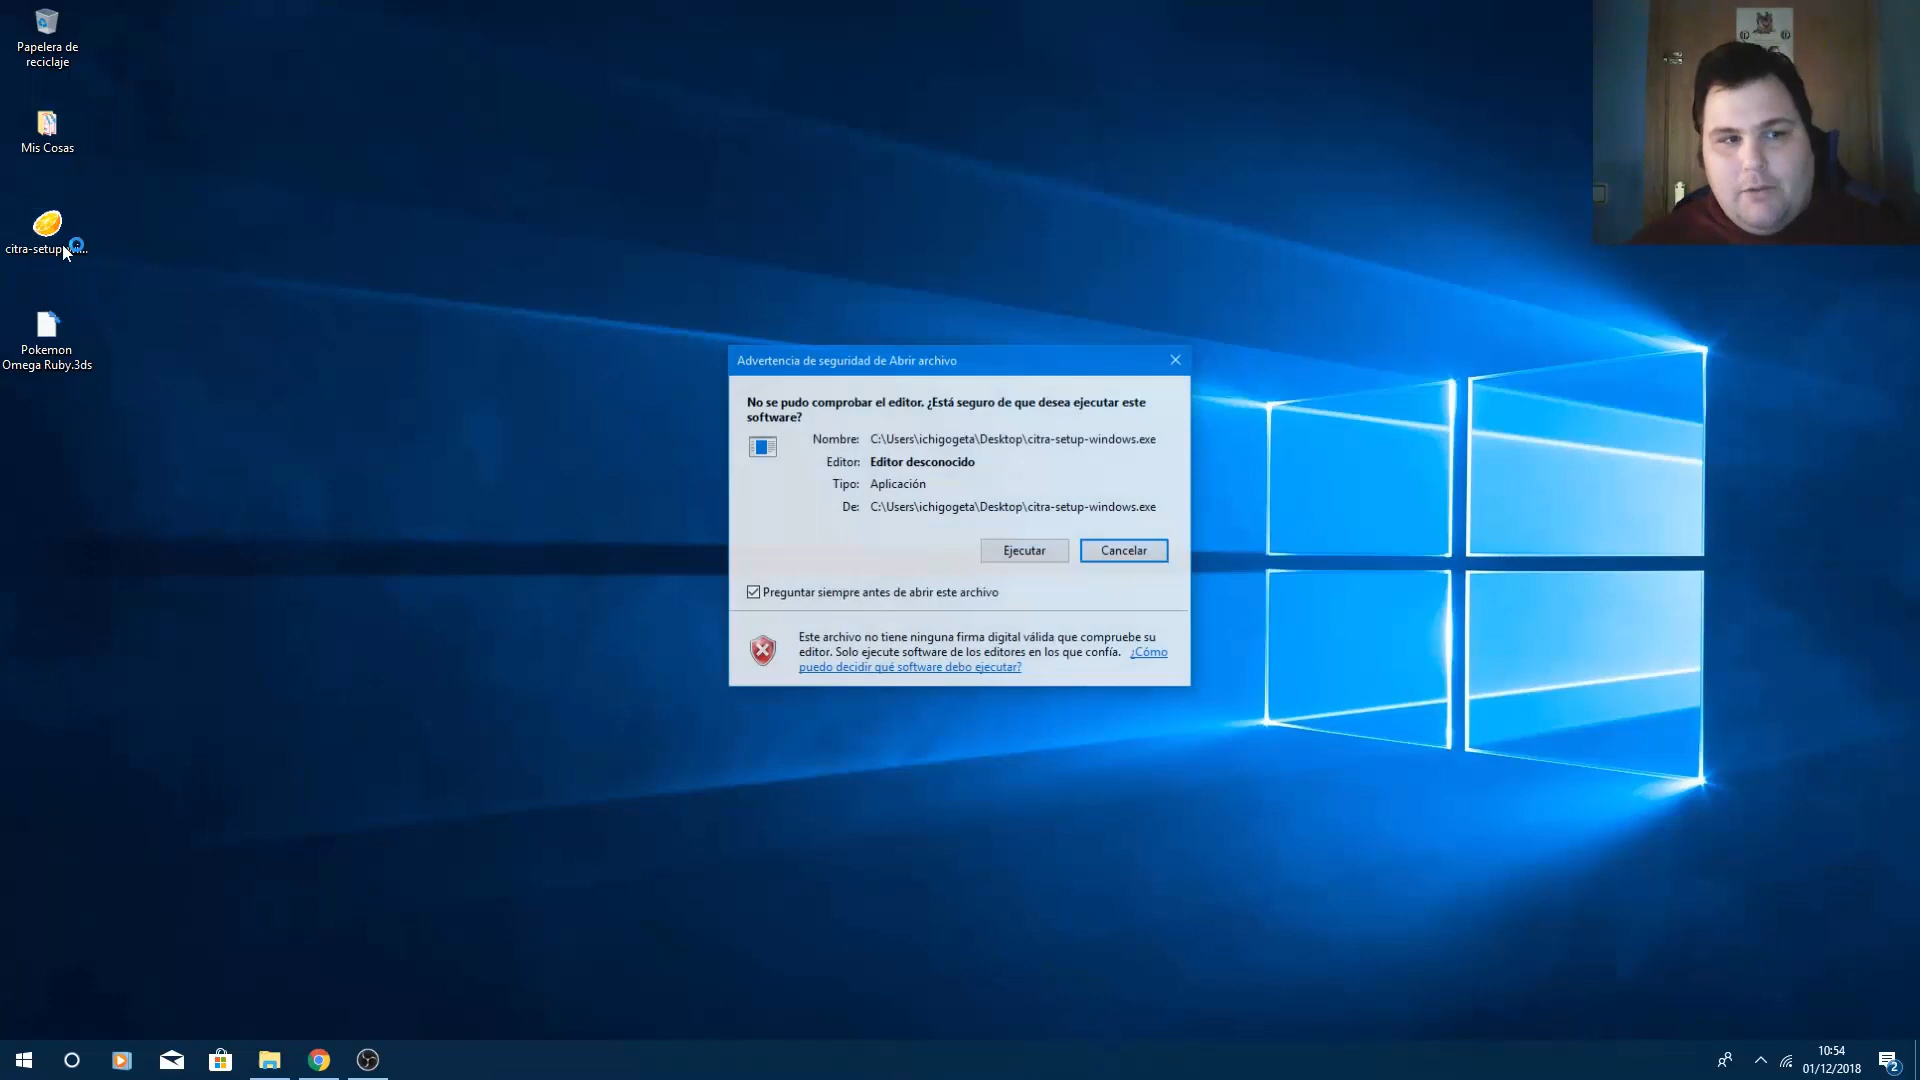 Papelera de
reciclaje
Mis Cosas
citra-setup
Pokemon
Omega Ruby.3ds
Advertencia de seguridad de Abrir archivo
No se pudo comprobar el editor. ¿Está seguro de que desea ejecutar este
software?
Nombre: C:\Users\ichigogeta\Desktop\citra-setup-windows.exe
Editor: Editor desconocido
Tipo: Aplicación
De: C:\Users\ichigogeta\Desktop\citra-setup-windows.exe
Ejecutar Cancelar
Preguntar siempre antes de abrir este archivo
Este archivo no tiene ninguna firma digital válida que compruebe su
editor. Solo ejecute software de los editores en los que confía. ¿Cómo
puedo decidir qué software debo ejecutar?
10:54
01/12/2018
2